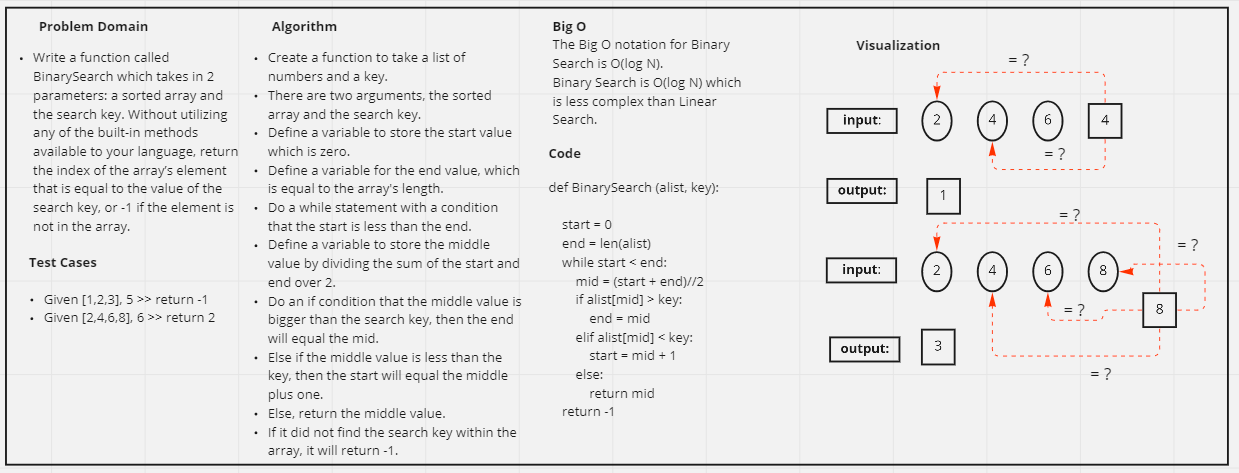 Problem Domain
• Write a function called
BinarySearch which takes in 2
parameters: a sorted array and
the search key. Without utilizing
any of the built-in methods
available to your language, return
the index of the array's element
that is equal to the value of the
search key, or -1 if the element is
not in the array.
Test Cases
• Given [1,2,3], 5 >> return -1
• Given [2,4,6,8], 6 >> return 2
Algorithm
• Create a function to take a list of
numbers and a key.
• There are two arguments, the sorted
array and the search key.
• Define a variable to store the start value
which is zero.
• Define a variable for the end value, which
is equal to the array's length.
• Do a while statement with a condition
that the start is less than the end.
• Define a variable to store the middle
value by dividing the sum of the start and
end over 2.
• Do an if condition that the middle value is
bigger than the search key, then the end
will equal the mid.
• Else if the middle value is less than the
key, then the start will equal the middle
plus one.
• Else, return the middle value.
• If it did not find the search key within the
array, it will return -1.
Big O
The Big O notation for Binary
Search is O(log N).
Binary Search is O(log N) which
is less complex than Linear
Search.
Code
def BinarySearch (alist, key):
start = 0
end = len(alist)
while start < end:
mid = (start + end)//2
if alist[mid] > key:
end = mid
elif alist[mid] < key:
start = mid + 1
else:
return mid
return -1
Visualization
= ?
input: 2 4 6 4
= ?
output: 1
= ?
= ?
input: 2 4 6 8
= ? 8
output: 3
= ?